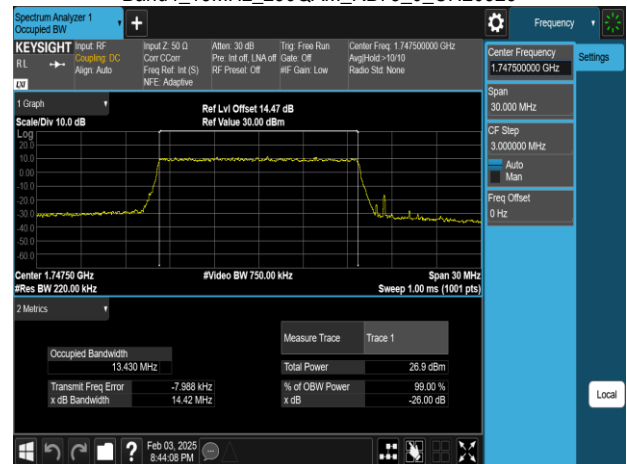 Spectrum Analyzer 1
Occupied BW
+
Frequency
KEYSIGHT
RL
LXI
Input: RF
Coupling: DC
Align: Auto
Input Z: 50 Ω
Corr CCorr
Freq Ref: Int (S)
NFE: Adaptive
Atten: 30 dB
Pre: Int off, LNA off
RF Preset: Off
Trig: Free Run
Gate: Off
#IF Gain: Low
Center Freq: 1.747500000 GHz
Avg|Hold:>10/10
Radio Std: None
Center Frequency
1.747500000 GHz
Settings
Span
30.000 MHz
CF Step
3.000000 MHz
Auto
Man
Freq Offset
0 Hz
Local
1 Graph
Scale/Div 10.0 dB
Ref Lvl Offset 14.47 dB
Ref Value 30.00 dBm
Log
20.0
10.0
0.00
-10.0
-20.0
-30.0
-40.0
-50.0
-60.0
Center 1.74750 GHz
#Video BW 750.00 kHz
Span 30 MHz
#Res BW 220.00 kHz
Sweep 1.00 ms (1001 pts)
2 Metrics
Measure Trace Trace 1
Occupied Bandwidth
13.430 MHz
Total Power 26.9 dBm
Transmit Freq Error -7.988 kHz
% of OBW Power 99.00 %
x dB Bandwidth 14.42 MHz
x dB -26.00 dB
?
Feb 03, 2025
8:44:08 PM